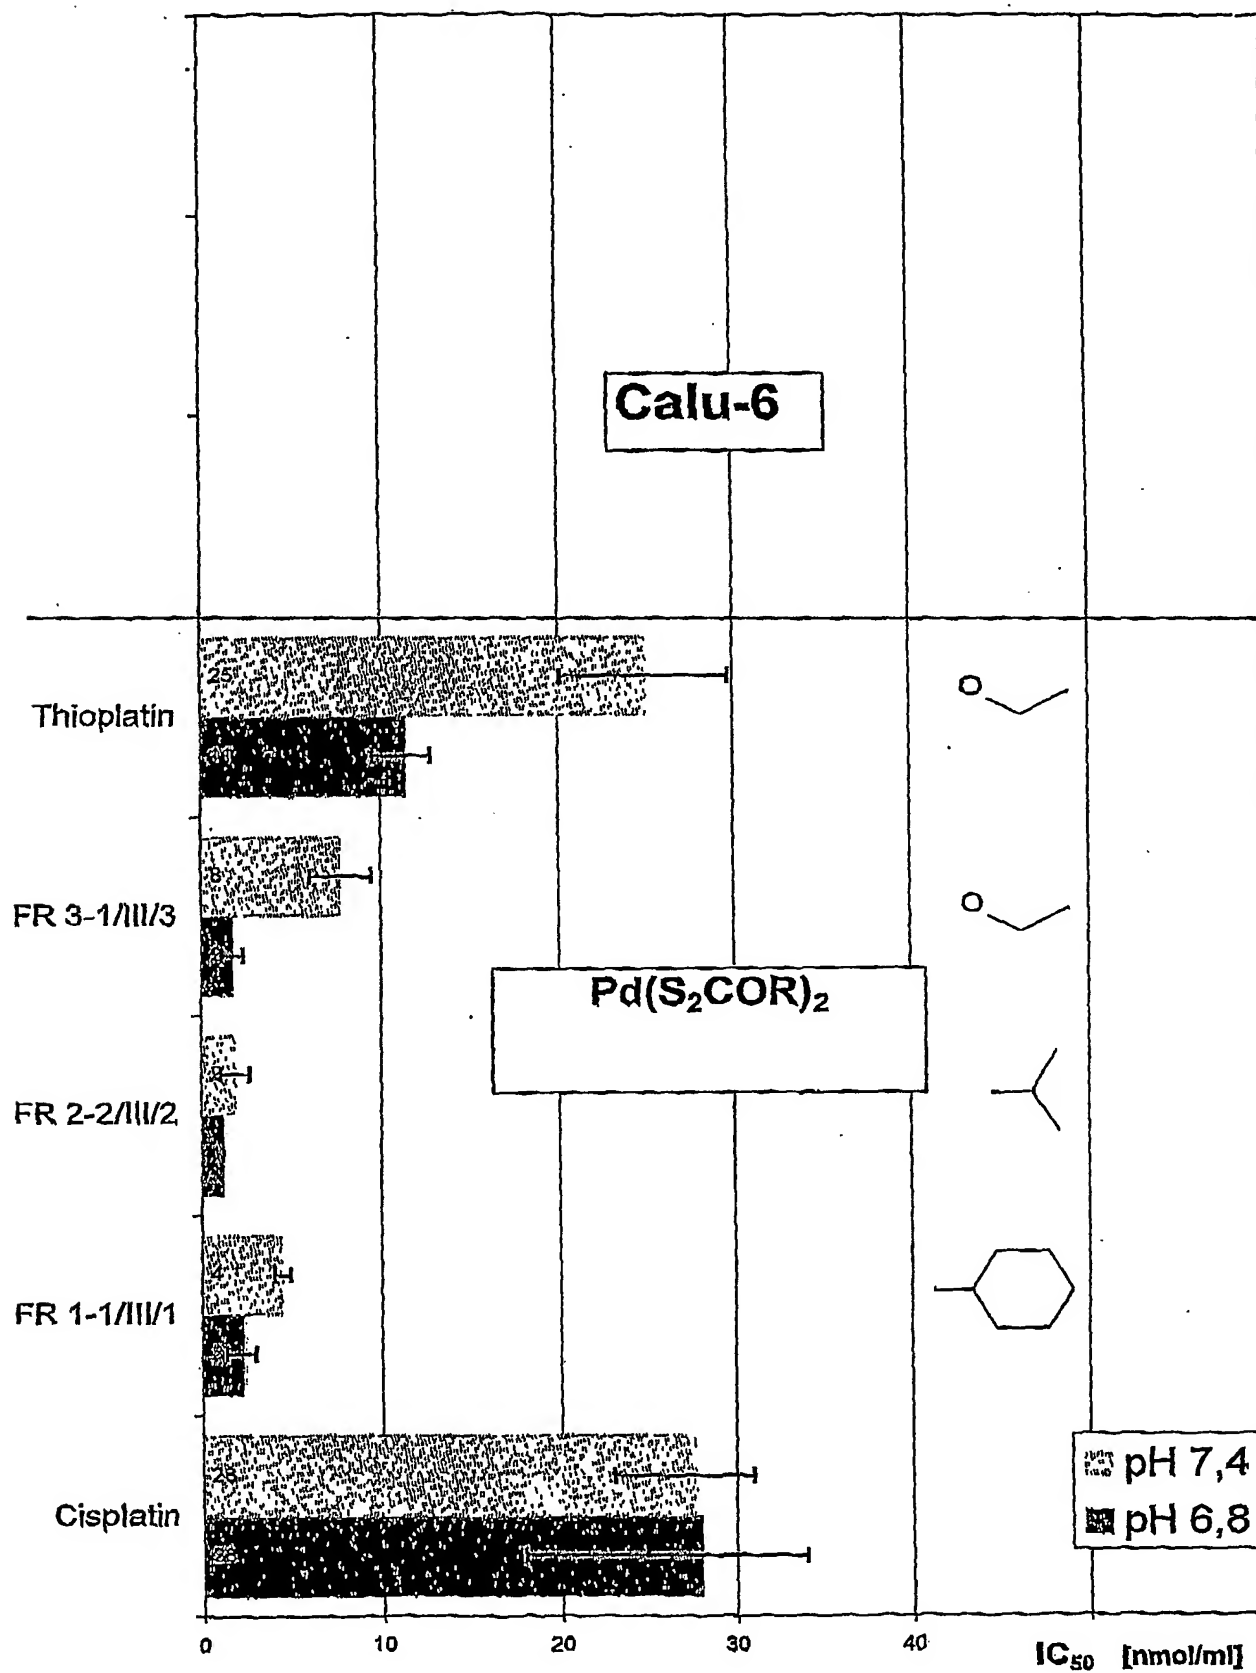 Calu-6
Thioplatin
25
O
FR 3-1/III/3
8
O
Pd(S₂COR)₂
FR 2-2/III/2
FR 1-1/III/1
4
Cisplatin
28
pH 7,4
pH 6,8
0 10 20 30 40
IC₅₀ [nmol/ml]